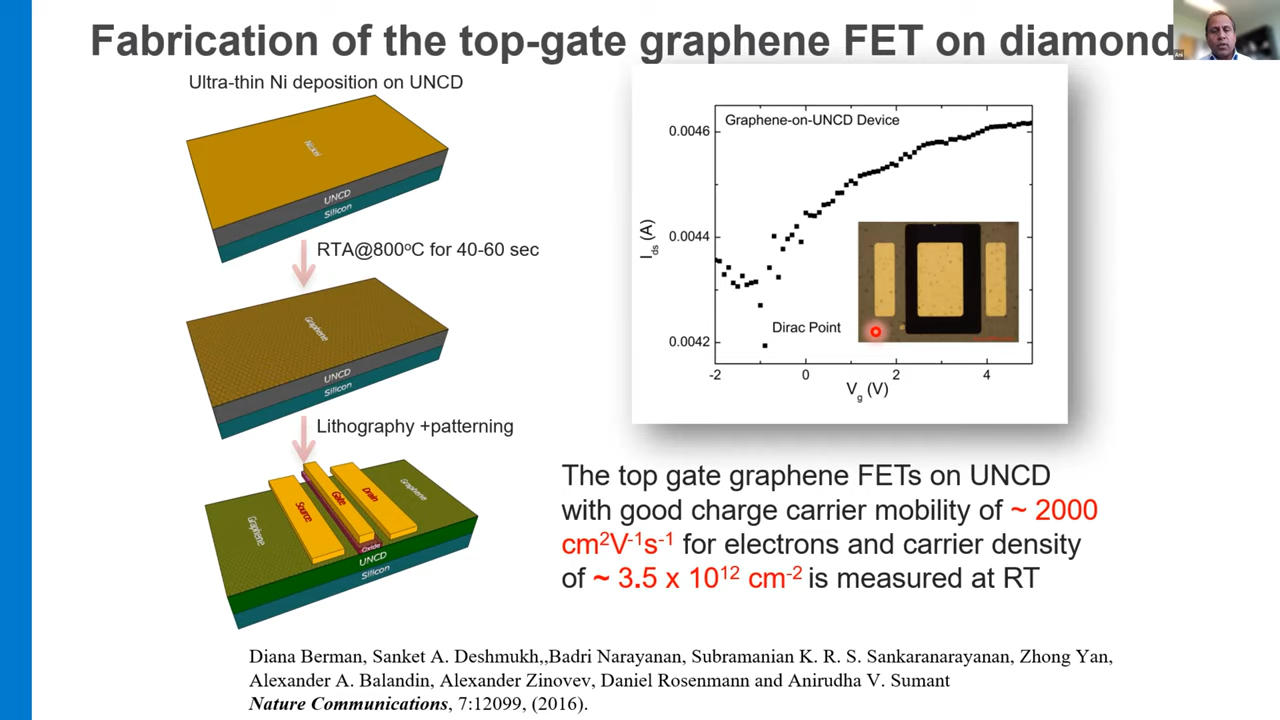 Fabrication of the top-gate graphene FET on diamond
Ani
Ultra-thin Ni deposition on UNCD
Nickel
UNCD
Silicon
RTA@800°C for 40-60 sec
Graphene
UNCD
Silicon
Lithography +patterning
Source
Gate
Drain
Graphene
Graphene
Oxide
UNCD
Silicon
Graphene-on-UNCD Device
0.0046
0.0044
0.0042
I_ds (A)
Dirac Point
-2 0 2 4
V_g (V)
The top gate graphene FETs on UNCD
with good charge carrier mobility of ~ 2000
cm²V⁻¹s⁻¹ for electrons and carrier density
of ~ 3.5 x 10¹² cm⁻² is measured at RT
Diana Berman, Sanket A. Deshmukh,,Badri Narayanan, Subramanian K. R. S. Sankaranarayanan, Zhong Yan,
Alexander A. Balandin, Alexander Zinovev, Daniel Rosenmann and Anirudha V. Sumant
Nature Communications, 7:12099, (2016).